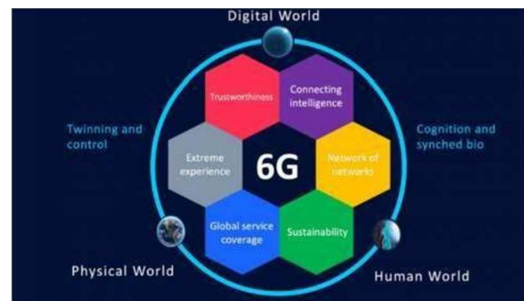 Digital World
Trustworthiness
Connecting
intelligence
Twinning and
control
Cognition and
synched bio
Extreme
experience
6G
Network of
networks
Global service
coverage
Sustainability
Physical World
Human World